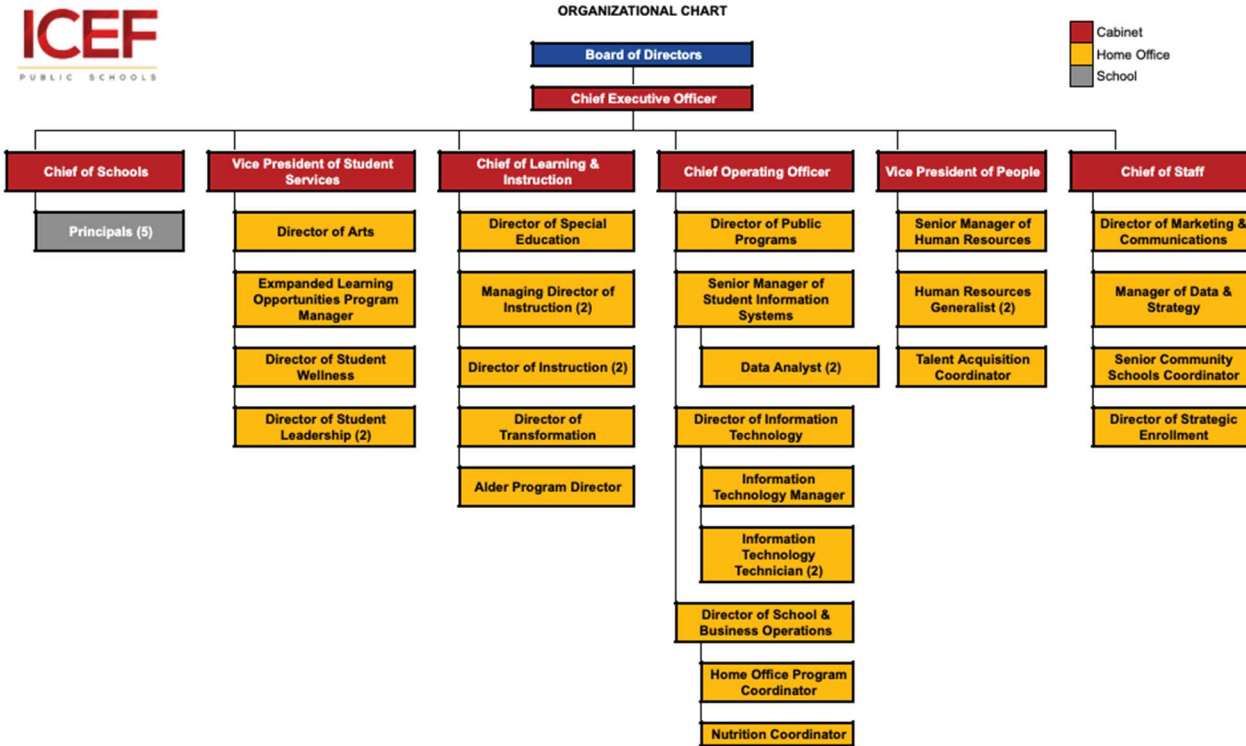 ORGANIZATIONAL CHART
ICEF
PUBLIC SCHOOLS
Cabinet
Home Office
School
Board of Directors
Chief Executive Officer
Chief of Schools
Principals (5)
Vice President of Student
Services
Director of Arts
Exmpanded Learning
Opportunities Program
Manager
Director of Student
Wellness
Director of Student
Leadership (2)
Chief of Learning &
Instruction
Director of Special
Education
Managing Director of
Instruction (2)
Director of Instruction (2)
Director of
Transformation
Alder Program Director
Chief Operating Officer
Director of Public
Programs
Senior Manager of
Student Information
Systems
Data Analyst (2)
Director of Information
Technology
Information
Technology Manager
Information
Technology
Technician (2)
Director of School &
Business Operations
Home Office Program
Coordinator
Nutrition Coordinator
Vice President of People
Senior Manager of
Human Resources
Human Resources
Generalist (2)
Talent Acquisition
Coordinator
Chief of Staff
Director of Marketing &
Communications
Manager of Data &
Strategy
Senior Community
Schools Coordinator
Director of Strategic
Enrollment